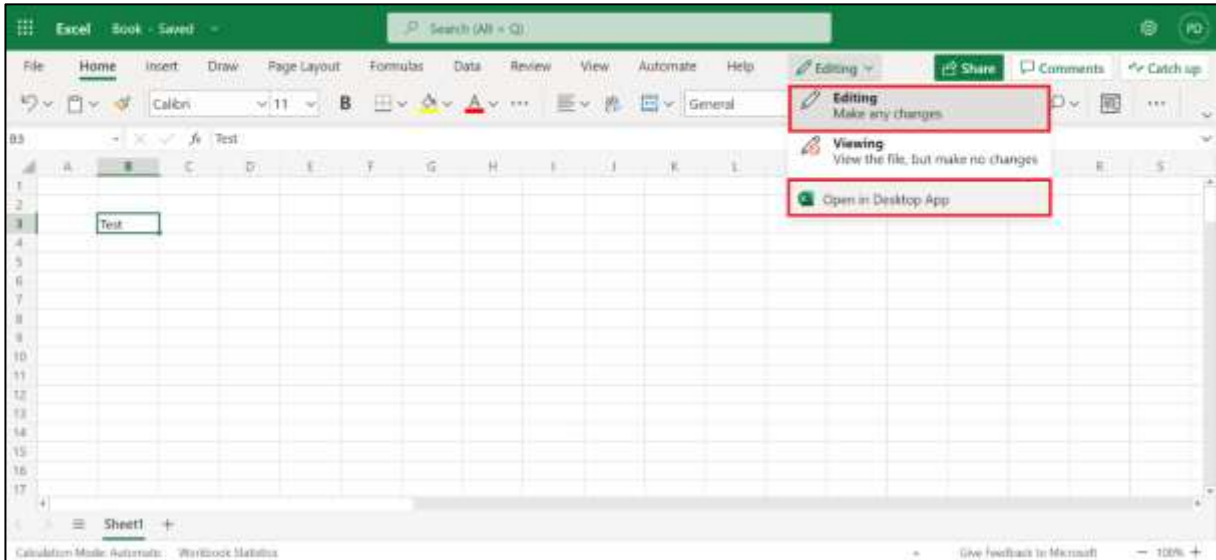 Excel Book - Saved Search (Alt + Q) PD
File Home Insert Draw Page Layout Formulas Data Review View Automate Help Editing Share Comments Catch up
Calibri 11 B A General
Editing
Make any changes
B3 fx Test
Viewing
View the file, but make no changes
A B C D E F G H I J K L R S
Open in Desktop App
1
2
3 Test
4
5
6
7
8
9
10
11
12
13
14
15
16
17
Sheet1 +
Calculation Mode: Automatic Workbook Statistics Give Feedback to Microsoft - 100% +